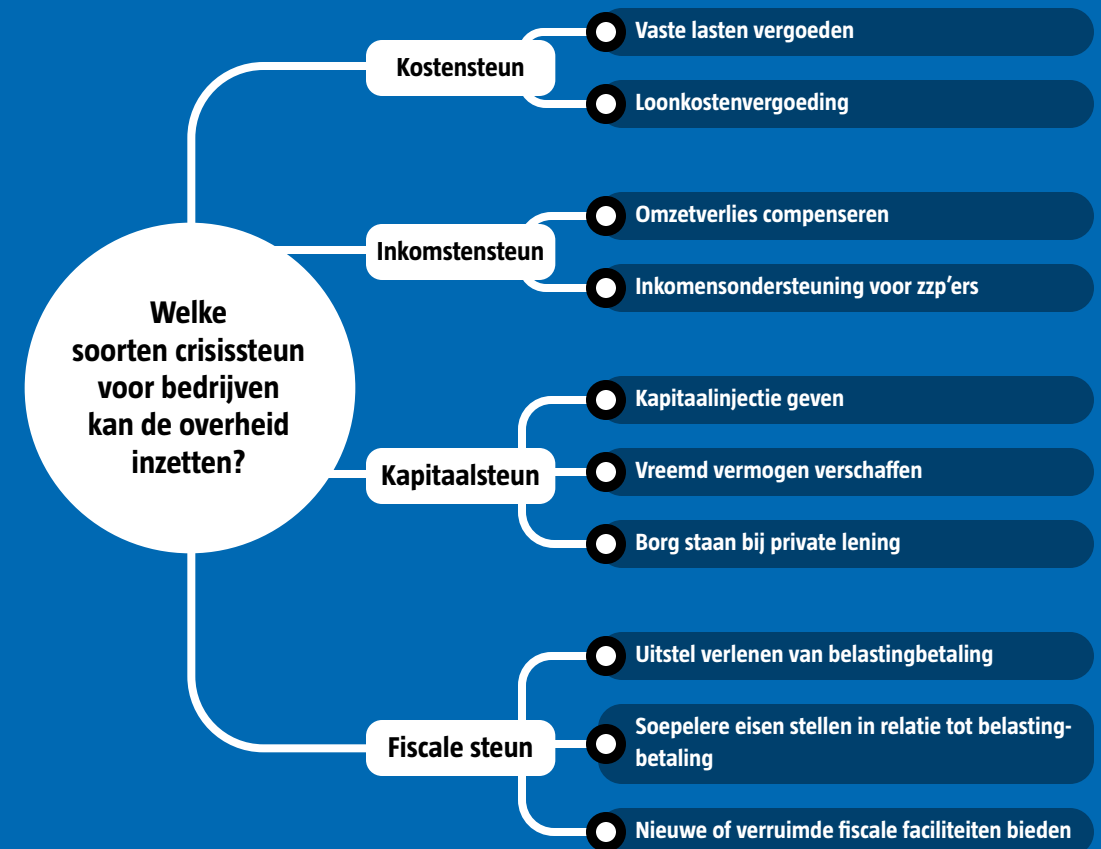 Welke
soorten crisissteun
voor bedrijven
kan de overheid
inzetten?
Kostensteun
Vaste lasten vergoeden
Loonkostenvergoeding
Inkomstensteun
Omzetverlies compenseren
Inkomensondersteuning voor zzp’ers
Kapitaalsteun
Kapitaalinjectie geven
Vreemd vermogen verschaffen
Borg staan bij private lening
Fiscale steun
Uitstel verlenen van belastingbetaling
Soepelere eisen stellen in relatie tot belasting-
betaling
Nieuwe of verruimde fiscale faciliteiten bieden